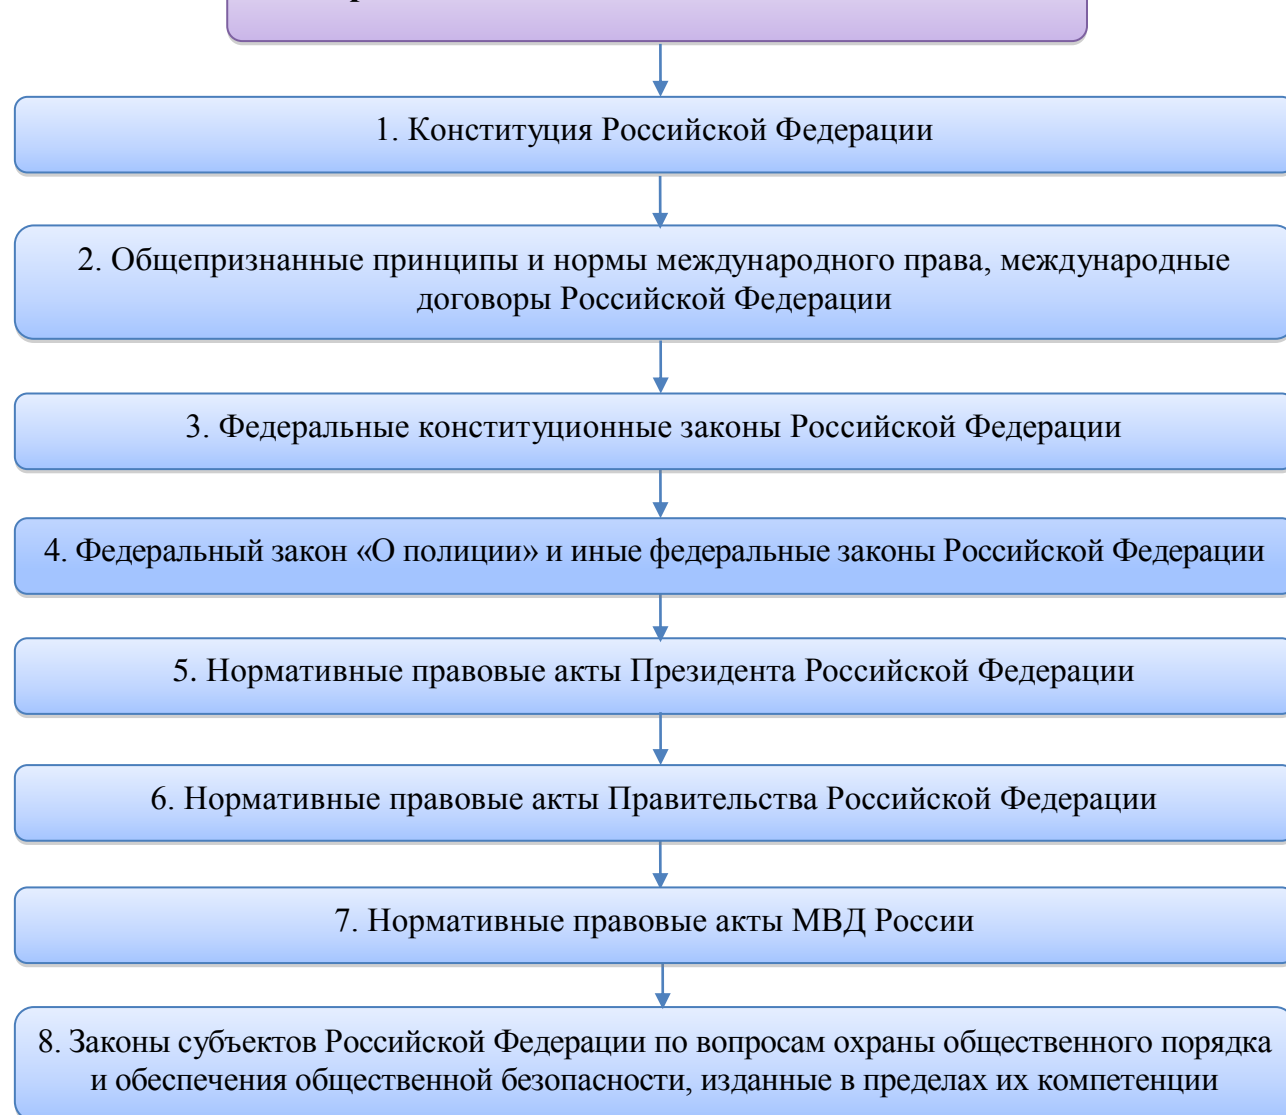 1. Конституция Российской Федерации
2. Общепризнанные принципы и нормы международного права, международные
договоры Российской Федерации
3. Федеральные конституционные законы Российской Федерации
4. Федеральный закон «О полиции» и иные федеральные законы Российской Федерации
5. Нормативные правовые акты Президента Российской Федерации
6. Нормативные правовые акты Правительства Российской Федерации
7. Нормативные правовые акты МВД России
8. Законы субъектов Российской Федерации по вопросам охраны общественного порядка
и обеспечения общественной безопасности, изданные в пределах их компетенции